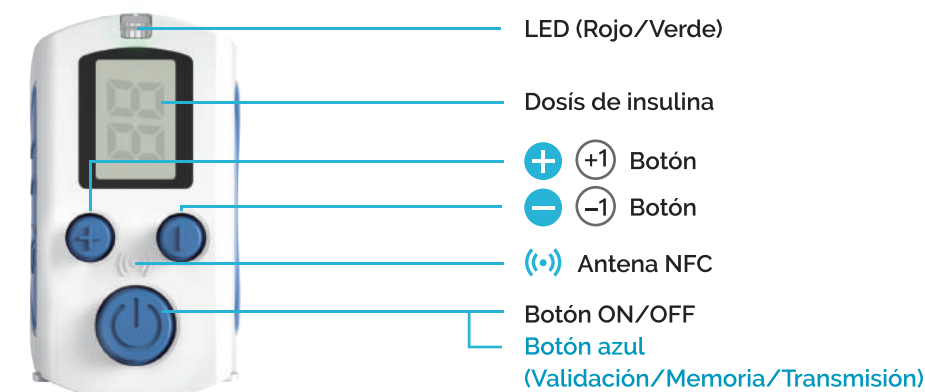 LED (Rojo/Verde)
Dosís de insulina
+1 Botón
–1 Botón
Antena NFC
Botón ON/OFF
Botón azul
(Validación/Memoria/Transmisión)